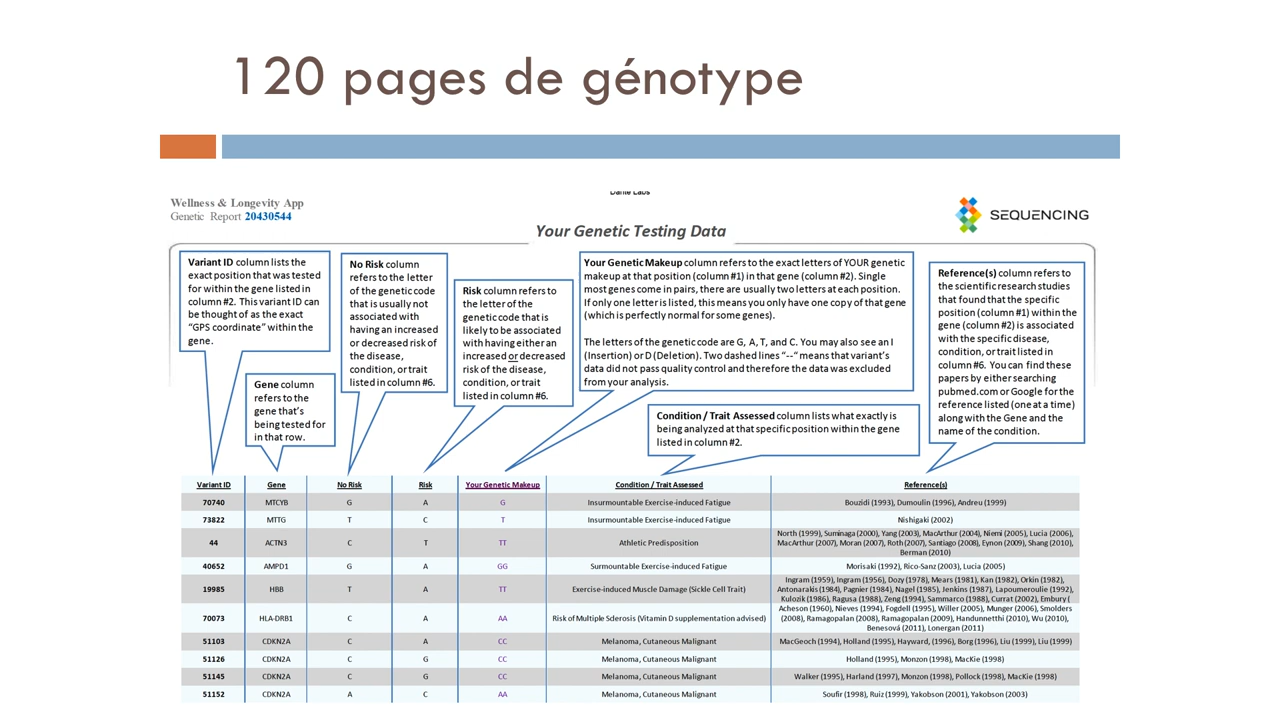 120 pages de génotype
Dante Labs
Wellness & Longevity App
Genetic Report 20430544
SEQUENCING
Your Genetic Testing Data
Variant ID column lists the
exact position that was tested
for within the gene listed in
column #2. This variant ID can
be thought of as the exact
“GPS coordinate” within the
gene.
Gene column
refers to the
gene that’s
being tested for
in that row.
No Risk column
refers to the letter
of the genetic code
that is usually not
associated with
having an increased
or decreased risk of
the disease,
condition, or trait
listed in column #6.
Risk column refers to
the letter of the
genetic code that is
likely to be associated
with having either an
increased or decreased
risk of the disease,
condition, or trait
listed in column #6.
Your Genetic Makeup column refers to the exact letters of YOUR genetic
makeup at that position (column #1) in that gene (column #2). Since
most genes come in pairs, there are usually two letters at each position.
If only one letter is listed, this means you only have one copy of that gene
(which is perfectly normal for some genes).
The letters of the genetic code are G, A, T, and C. You may also see an I
(Insertion) or D (Deletion). Two dashed lines “--“ means that variant’s
data did not pass quality control and therefore the data was excluded
from your analysis.
Condition / Trait Assessed column lists what exactly is
being analyzed at that specific position within the gene
listed in column #2.
Reference(s) column refers to
the scientific research studies
that found that the specific
position (column #1) within the
gene (column #2) is associated
with the specific disease,
condition, or trait listed in
column #6. You can find these
papers by either searching
pubmed.com or Google for the
reference listed (one at a time)
along with the Gene and the
name of the condition.
Variant ID Gene No Risk Risk Your Genetic Makeup Condition / Trait Assessed Reference(s)
70740 MTCYB G A G Insurmountable Exercise-induced Fatigue Bouzidi (1993), Dumoulin (1996), Andreu (1999)
73822 MTTG T C T Insurmountable Exercise-induced Fatigue Nishigaki (2002)
North (1999), Suminaga (2000), Yang (2003), MacArthur (2004), Niemi (2005), Lucia (2006),
44 ACTN3 C T TT Athletic Predisposition MacArthur (2007), Moran (2007), Roth (2007), Santiago (2008), Eynon (2009), Shang (2010),
Berman (2010)
40652 AMPD1 G A GG Surmountable Exercise-induced Fatigue Morisaki (1992), Rico-Sanz (2003), Lucia (2005)
Ingram (1959), Ingram (1956), Dozy (1978), Mears (1981), Kan (1982), Orkin (1982),
19985 HBB T A TT Exercise-induced Muscle Damage (Sickle Cell Trait) Antonarakis (1984), Pagnier (1984), Nagel (1985), Jenkins (1987), Lapoumeroulie (1992),
Kulozik (1986), Ragusa (1988), Zeng (1994), Sammarco (1988), Currat (2002), Embury (
Acheson (1960), Nieves (1994), Fogdell (1995), Willer (2005), Munger (2006), Smolders
70073 HLA-DRB1 C A AA Risk of Multiple Sclerosis (Vitamin D supplementation advised) (2008), Ramagopalan (2008), Ramagopalan (2009), Handunnetthi (2010), Wu (2010),
Benesová (2011), Lonergan (2011)
51103 CDKN2A C A CC Melanoma, Cutaneous Malignant MacGeoch (1994), Holland (1995), Hayward, (1996), Borg (1996), Liu (1999), Liu (1999)
51126 CDKN2A C G CC Melanoma, Cutaneous Malignant Holland (1995), Monzon (1998), MacKie (1998)
51145 CDKN2A C G CC Melanoma, Cutaneous Malignant Walker (1995), Harland (1997), Monzon (1998), Pollock (1998), MacKie (1998)
51152 CDKN2A A C AA Melanoma, Cutaneous Malignant Soufir (1998), Ruiz (1999), Yakobson (2001), Yakobson (2003)